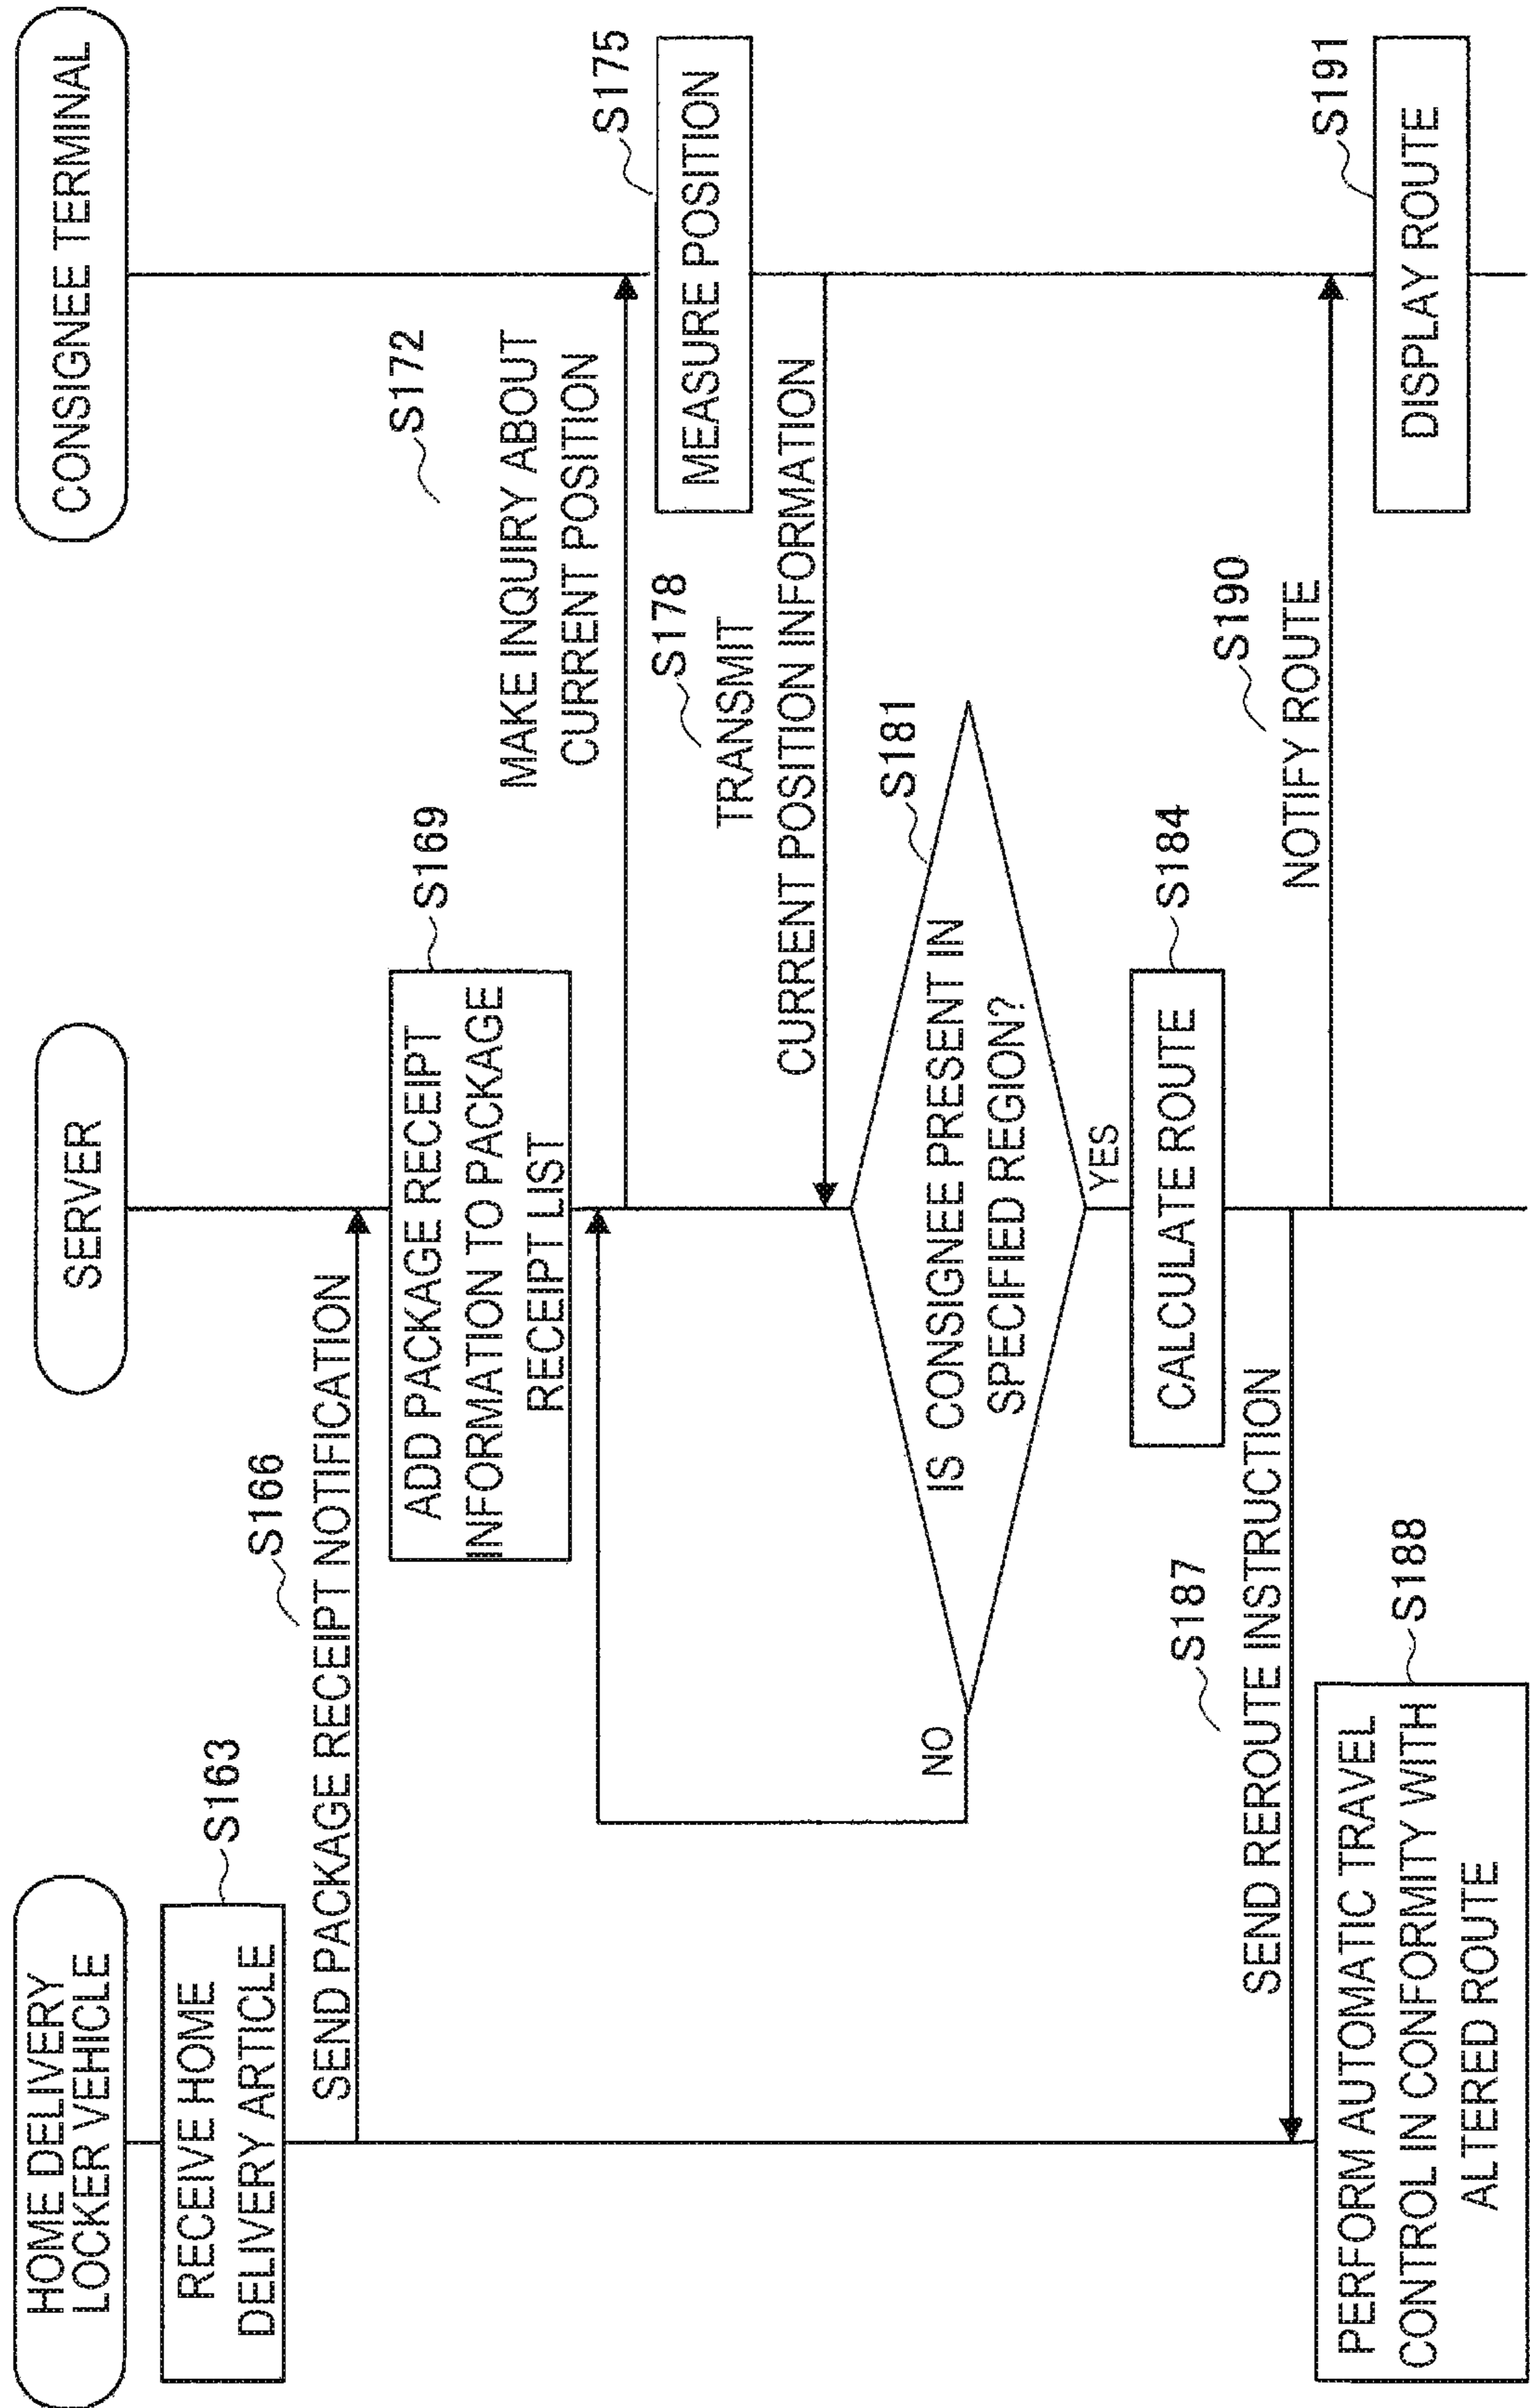 HOME DELIVERY
LOCKER VEHICLE
SERVER
CONSIGNEE TERMINAL
RECEIVE HOME
DELIVERY ARTICLE
S163
S166
SEND PACKAGE RECEIPT NOTIFICATION
ADD PACKAGE RECEIPT
INFORMATION TO PACKAGE
RECEIPT LIST
S169
S172
MAKE INQUIRY ABOUT
CURRENT POSITION
S175
MEASURE POSITION
S178
TRANSMIT
CURRENT POSITION INFORMATION
S181
IS CONSIGNEE PRESENT IN
SPECIFIED REGION?
NO
YES
CALCULATE ROUTE
S184
S187
SEND REROUTE INSTRUCTION
S190
NOTIFY ROUTE
PERFORM AUTOMATIC TRAVEL
CONTROL IN CONFORMITY WITH
ALTERED ROUTE
S188
S191
DISPLAY ROUTE